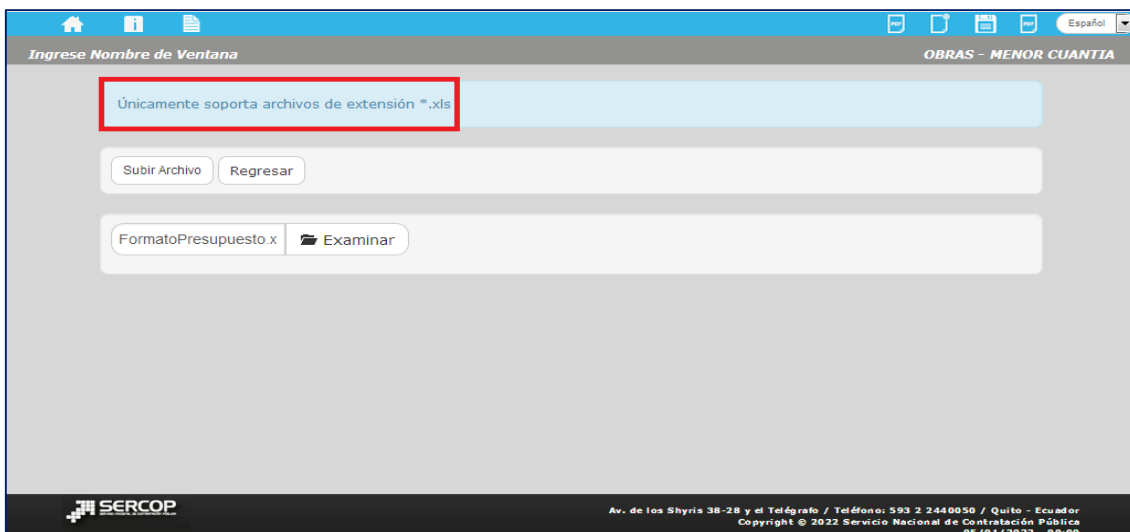 Español
Ingrese Nombre de Ventana
OBRAS - MENOR CUANTIA
Únicamente soporta archivos de extensión *.xls
Subir Archivo
Regresar
FormatoPresupuesto.x
Examinar
SERCOP
Av. de los Shyris 38-28 y el Telégrafo / Teléfono: 593 2 2440050 / Quito - Ecuador
Copyright © 2022 Servicio Nacional de Contratación Pública